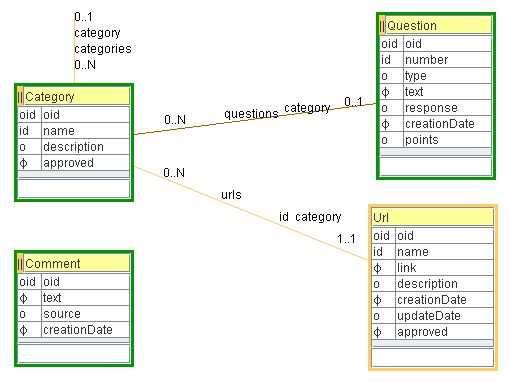 0..1
category
categories
0..N
Category
oid oid
id name
o description
ϕ approved
0..N
questions
category
0..1
Question
oid oid
id number
o type
ϕ text
o response
ϕ creationDate
o points
0..N
urls
id category
1..1
Url
oid oid
id name
ϕ link
o description
ϕ creationDate
o updateDate
ϕ approved
Comment
oid oid
ϕ text
o source
ϕ creationDate